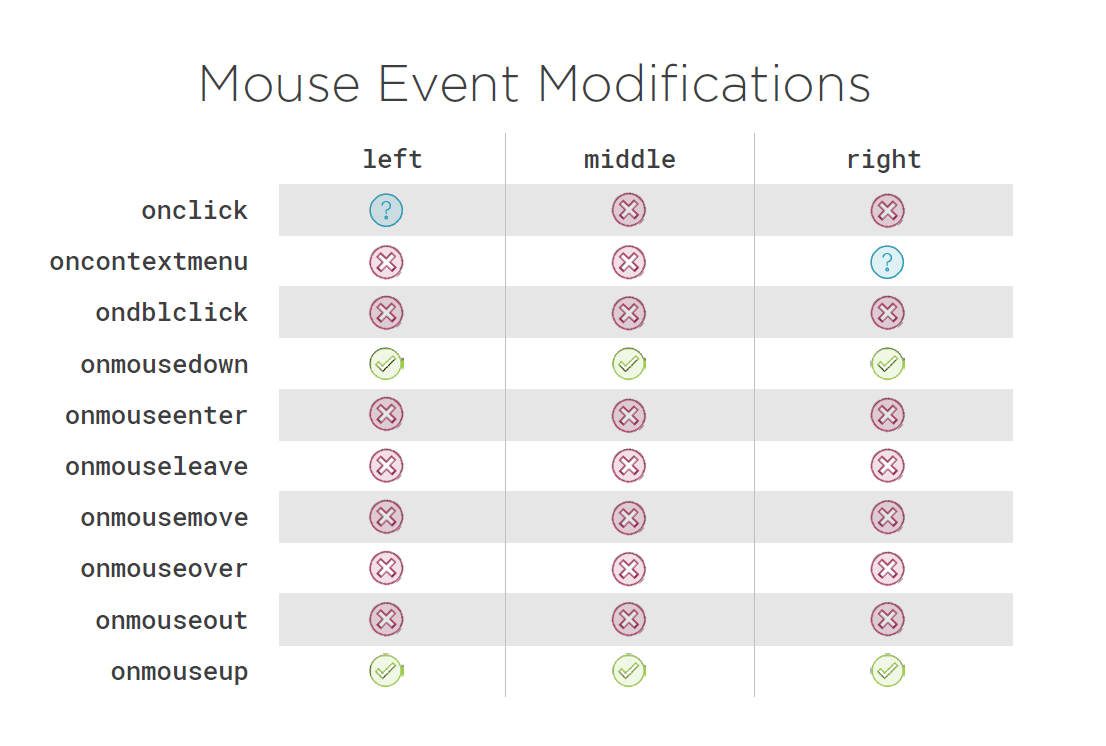 Mouse Event Modifications
left middle right
onclick ?
oncontextmenu ?
ondblclick
onmousedown
onmouseenter
onmouseleave
onmousemove
onmouseover
onmouseout
onmouseup